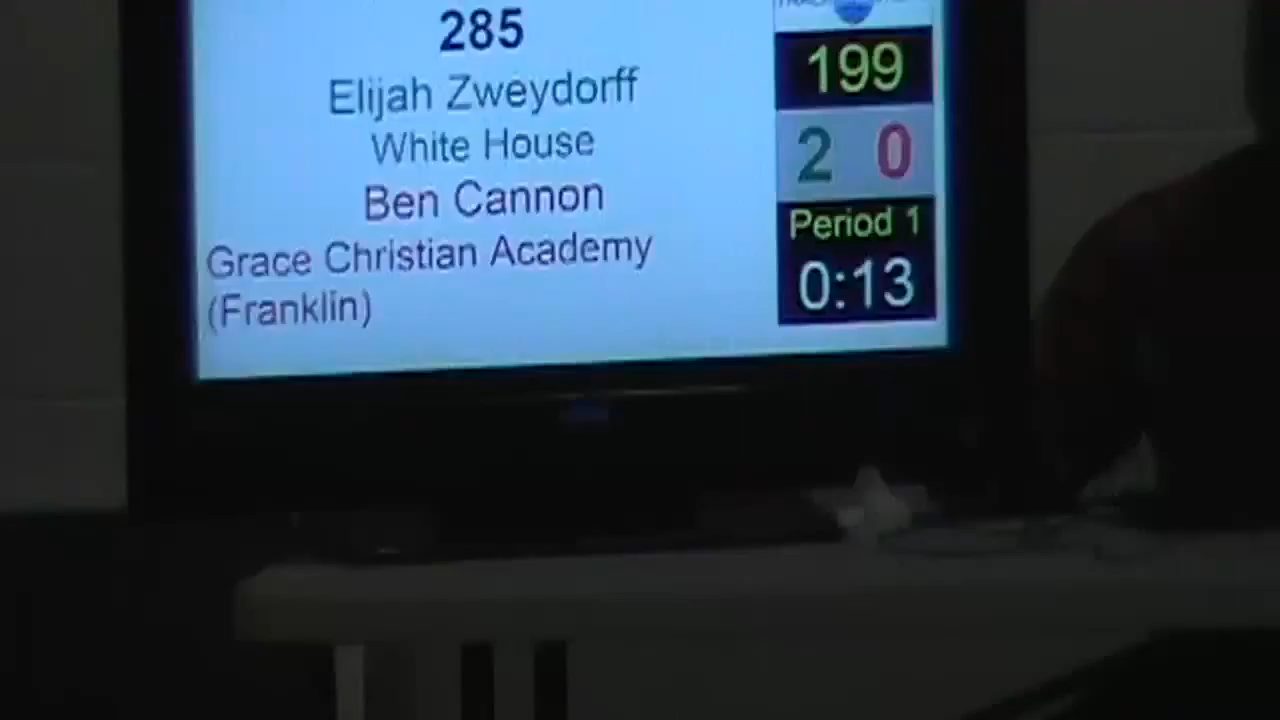 285
Elijah Zweydorff
White House
Ben Cannon
Grace Christian Academy
(Franklin)
199
2 0
Period 1
0:13